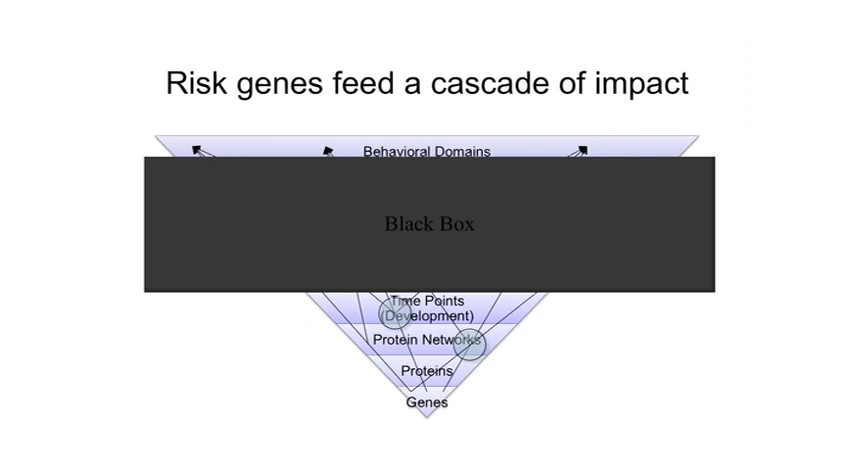 Risk genes feed a cascade of impact
Behavioral Domains
Black Box
Time Points
(Development)
Protein Networks
Proteins
Genes